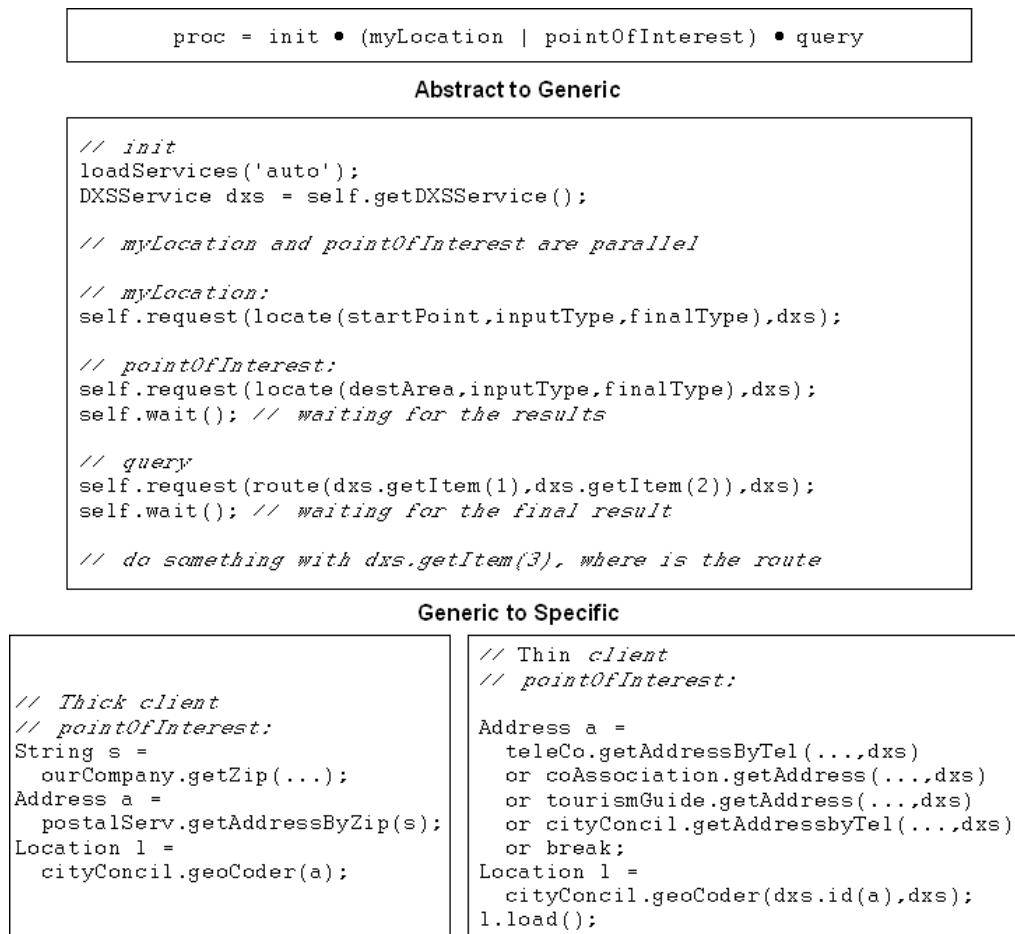 proc = init • (myLocation | pointOfInterest) • query
Abstract to Generic
// init
loadServices('auto');
DXSService dxs = self.getDXSService();
// myLocation and pointOfInterest are parallel
// myLocation:
self.request(locate(startPoint,inputType,finalType),dxs);
// pointOfInterest:
self.request(locate(destArea,inputType,finalType),dxs);
self.wait(); // waiting for the results
// query
self.request(route(dxs.getItem(1),dxs.getItem(2)),dxs);
self.wait(); // waiting for the final result
// do something with dxs.getItem(3), where is the route
Generic to Specific
// Thick client
// pointOfInterest:
String s =
ourCompany.getZip(...);
Address a =
postalServ.getAddressByZip(s);
Location l =
cityConcil.geoCoder(a);
// Thin client
// pointOfInterest:
Address a =
teleCo.getAddressByTel(...,dxs)
or coAssociation.getAddress(...,dxs)
or tourismGuide.getAddress(...,dxs)
or cityConcil.getAddressbyTel(...,dxs)
or break;
Location l =
cityConcil.geoCoder(dxs.id(a),dxs);
l.load();